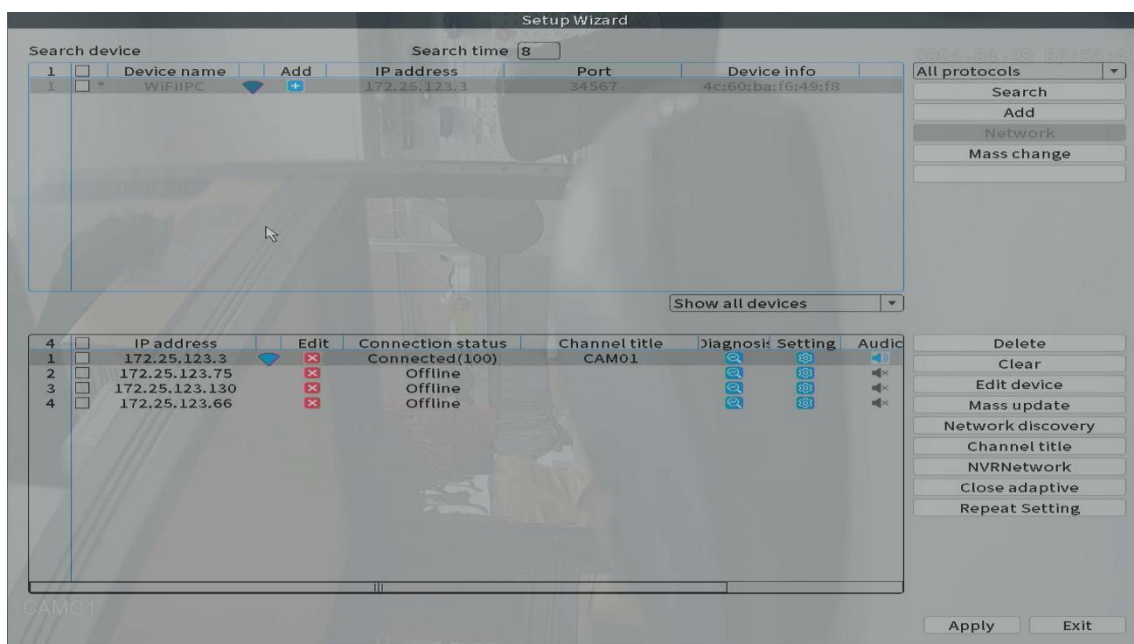 Setup Wizard
Search device Search time 8
1 Device name Add IP address Port Device info All protocols
1 * WiFiIPC 172.25.123.3 34567 4c:60:ba:f6:49:f8
Search
Add
Network
Mass change
Show all devices
4 IP address Edit Connection status Channel title Diagnosis Setting Audio
1 172.25.123.3 Connected(100) CAM01
2 172.25.123.75 Offline
3 172.25.123.130 Offline
4 172.25.123.66 Offline
Delete
Clear
Edit device
Mass update
Network discovery
Channel title
NVRNetwork
Close adaptive
Repeat Setting
CAM01
Apply Exit